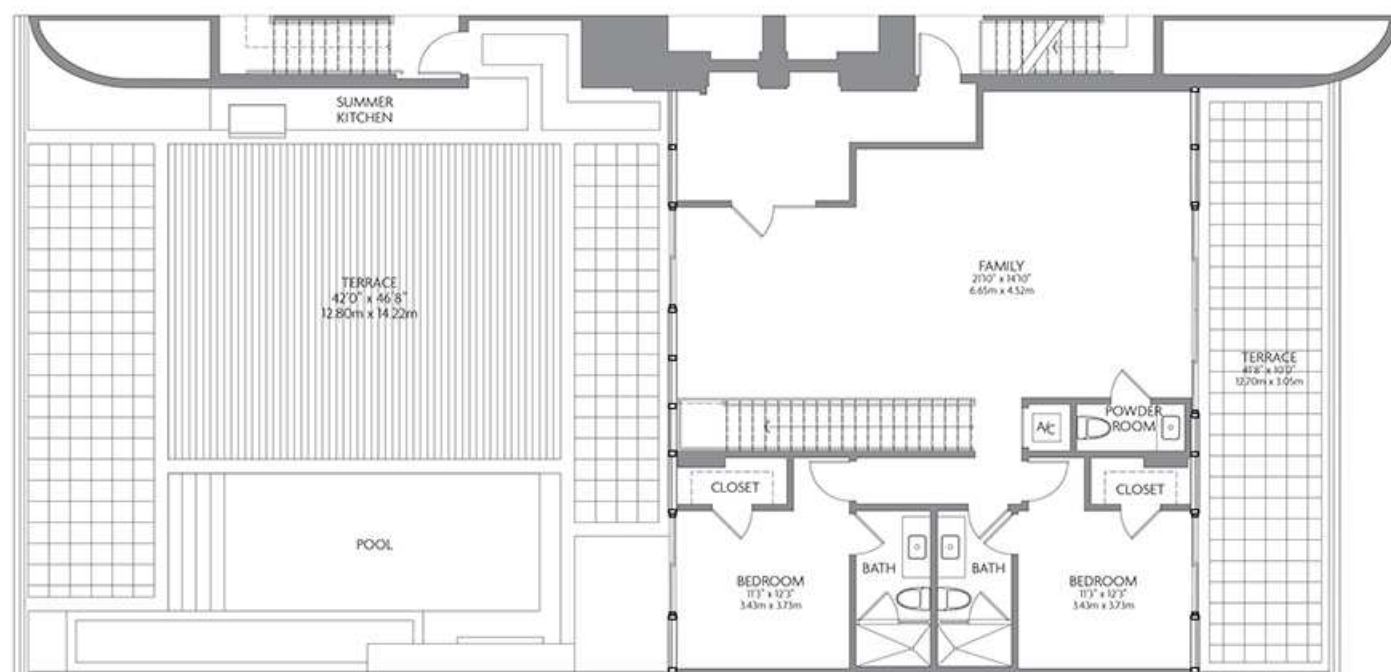 SUMMER
KITCHEN
TERRACE
42'0" x 46'8"
12.80m x 14.22m
FAMILY
21'10" x 14'10"
6.65m x 4.52m
TERRACE
41'8" x 10'0"
12.70m x 3.05m
POWDER
ROOM
A/C
CLOSET
CLOSET
POOL
BATH
BATH
BEDROOM
11'3" x 12'3"
3.43m x 3.73m
BEDROOM
11'3" x 12'3"
3.43m x 3.73m